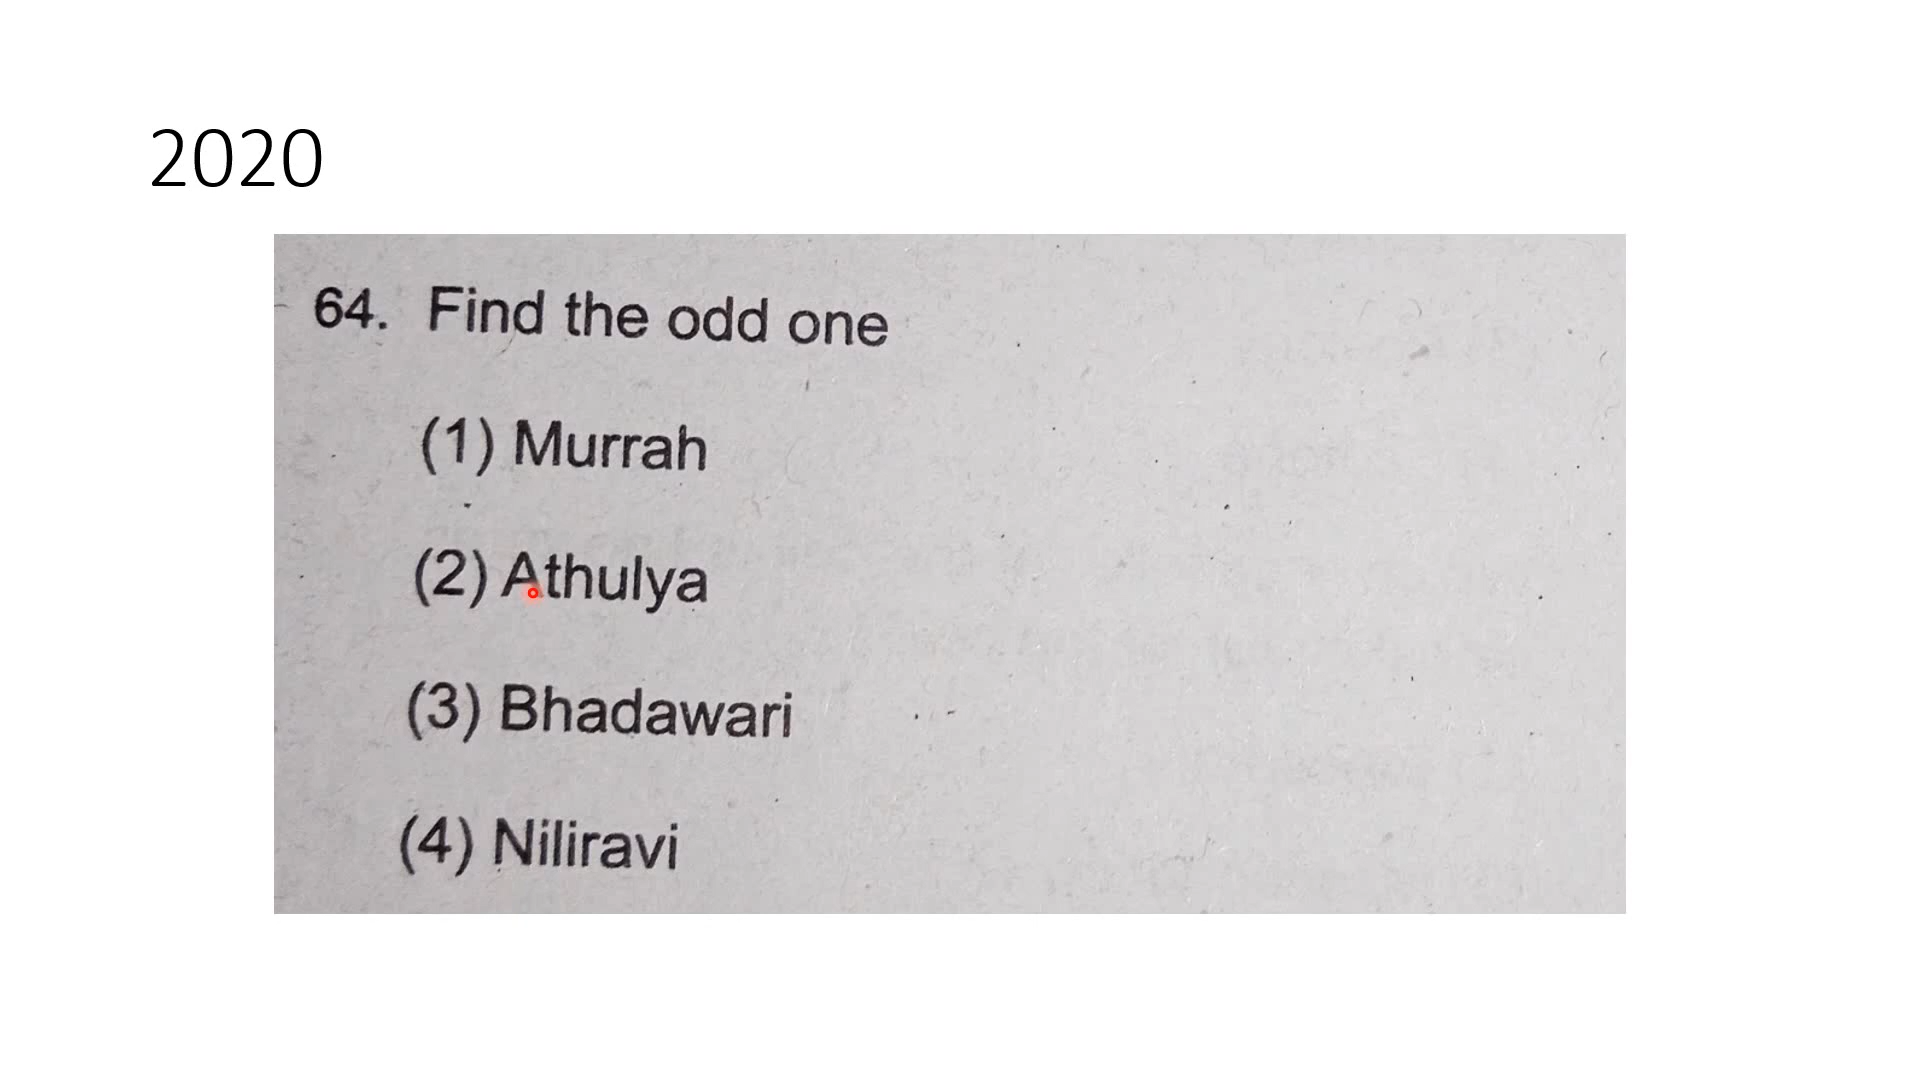 2020
64. Find the odd one
(1) Murrah
(2) Athulya
(3) Bhadawari
(4) Niliravi